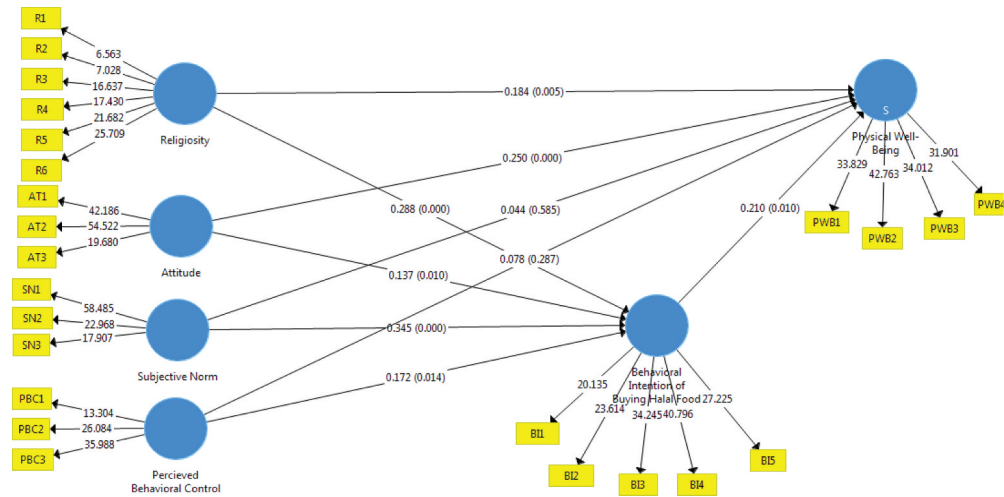 R1
R2
R3
R4
R5
R6
6.563
7.028
16.637
17.430
21.682
25.709
Religiosity
AT1
AT2
AT3
42.186
54.522
19.680
Attitude
SN1
SN2
SN3
58.485
22.968
17.907
Subjective Norm
PBC1
PBC2
PBC3
13.304
26.084
35.988
Percieved
Behavioral Control
0.184 (0.005)
0.250 (0.000)
0.288 (0.000)
0.044 (0.585)
0.078 (0.287)
0.137 (0.010)
0.345 (0.000)
0.172 (0.014)
0.210 (0.010)
S
Physical Well-
Being
33.829
42.763
34.012
31.901
PWB1
PWB2
PWB3
PWB4
Behavioral
Intention of
Buying Halal Food
20.135
23.614
34.245
40.796
27.225
BI1
BI2
BI3
BI4
BI5